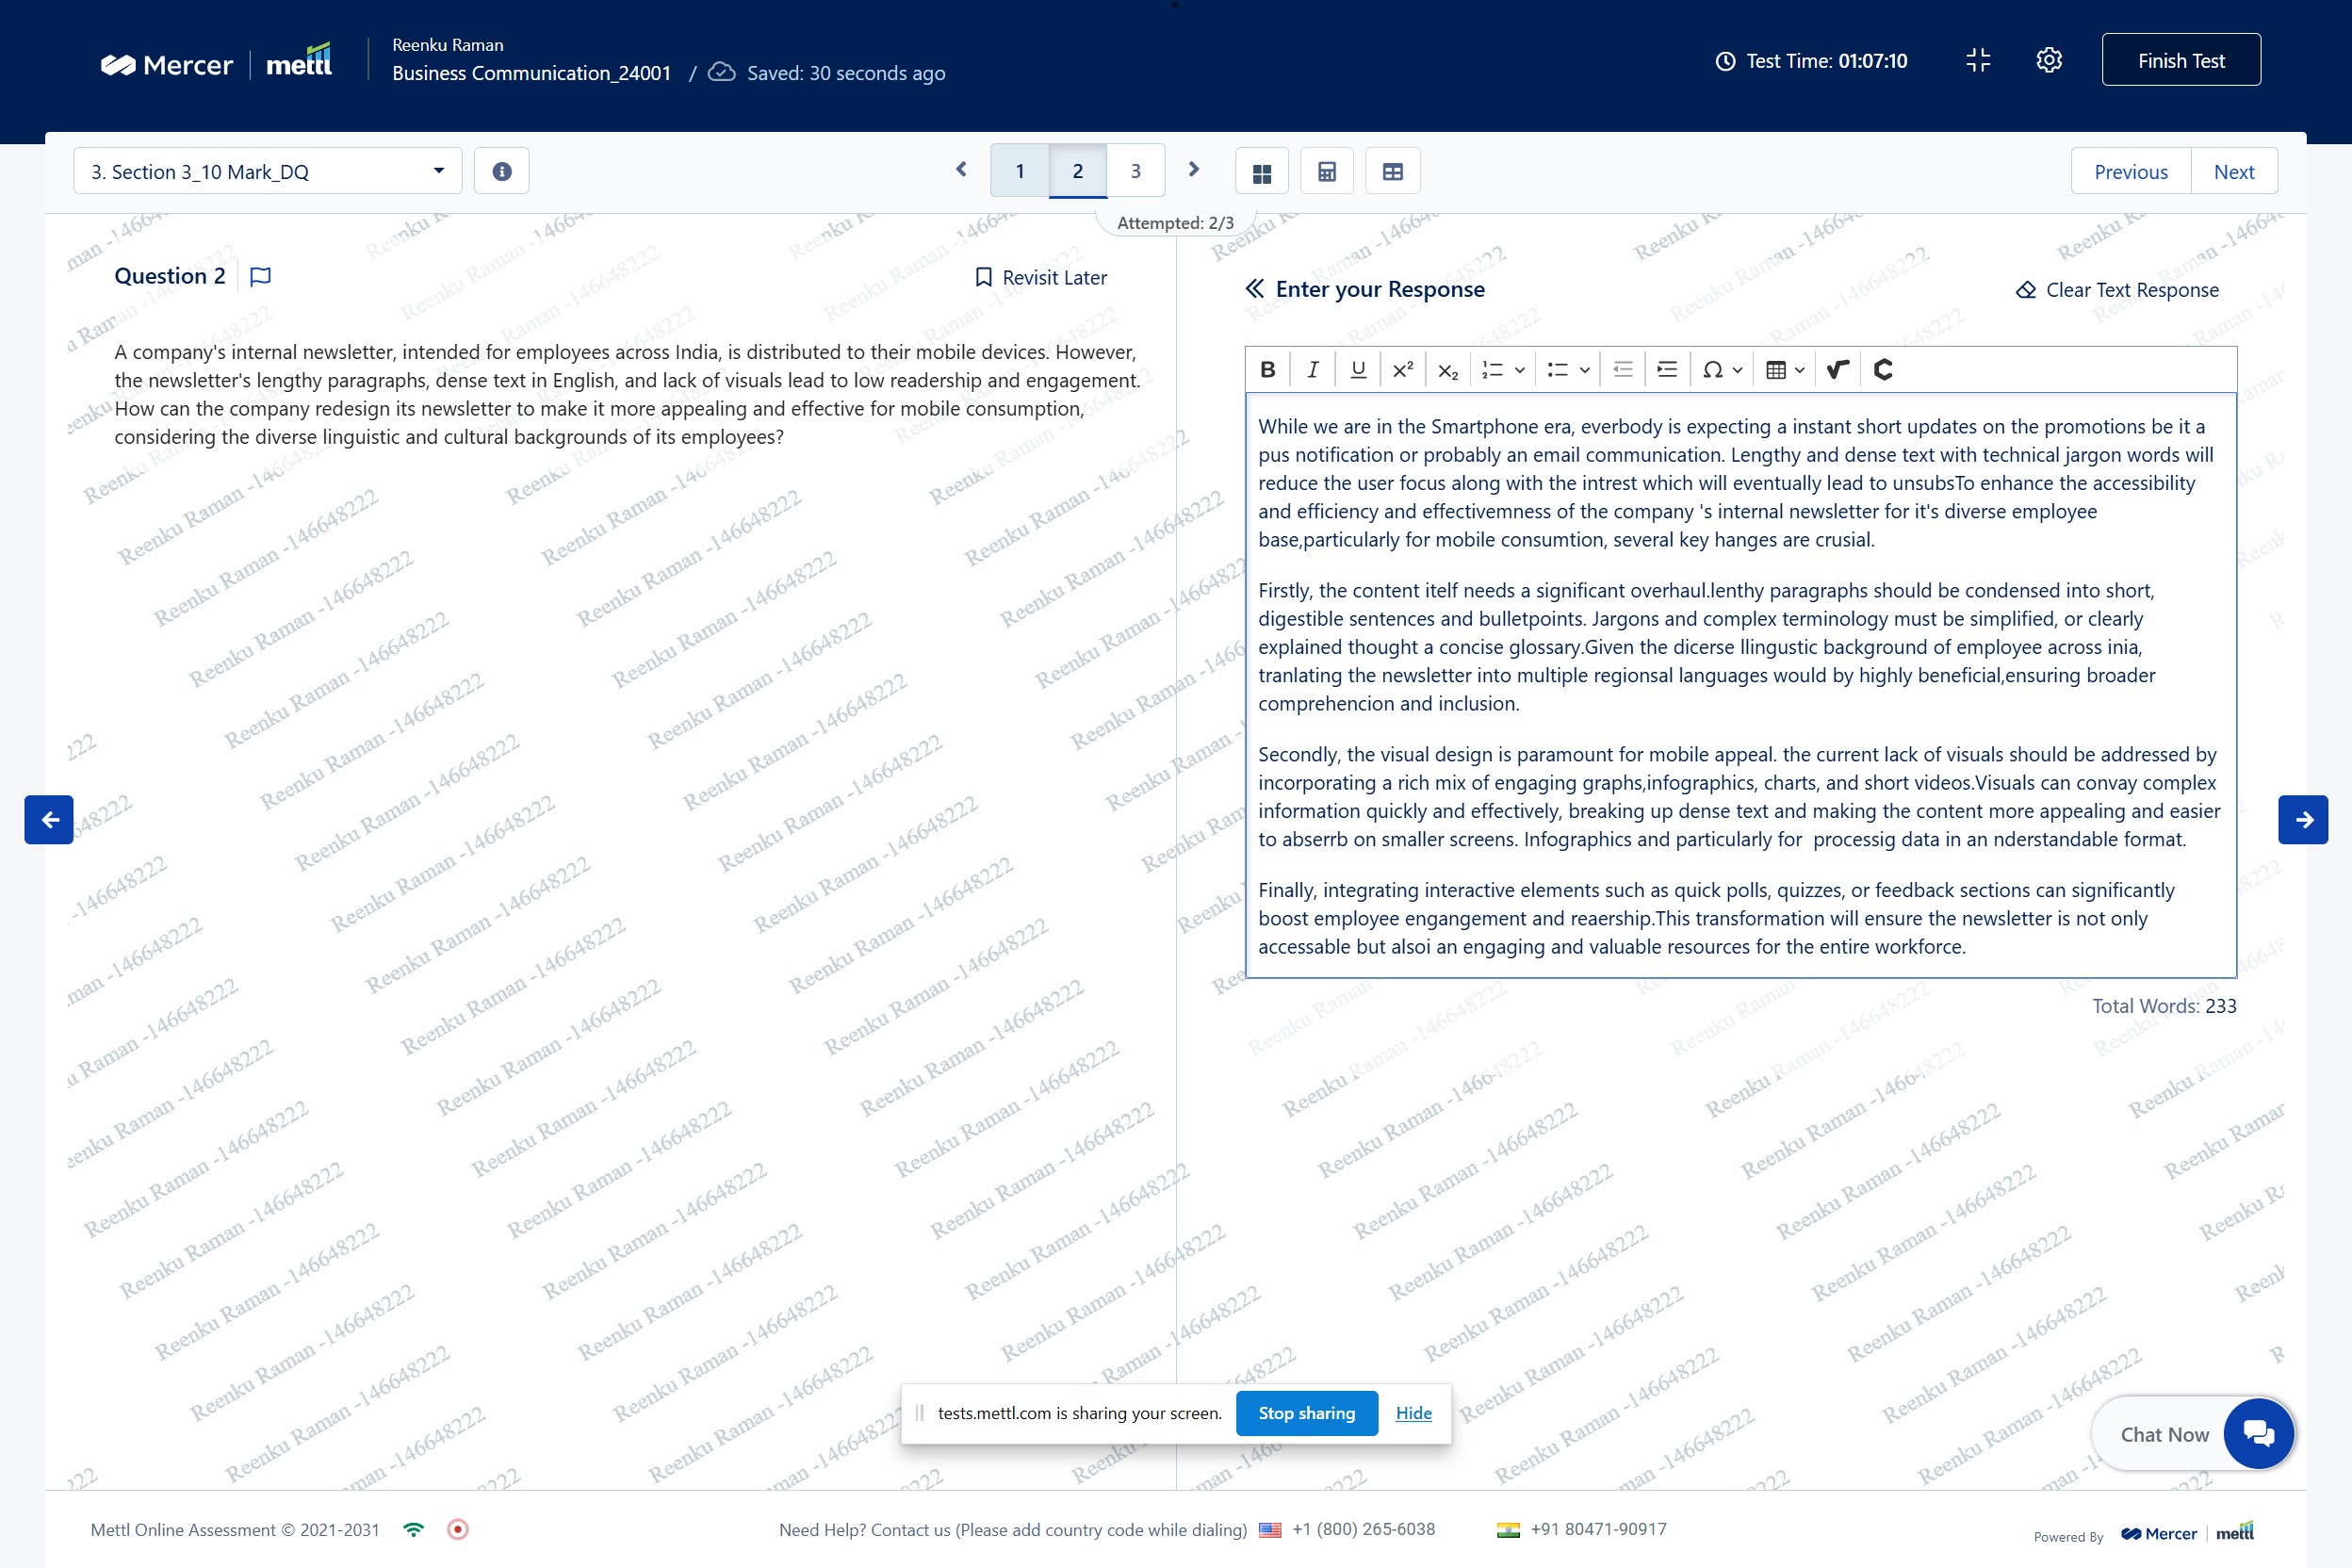 Mercer | mettl
Reenku Raman
Business Communication_24001 / Saved: 30 seconds ago
Test Time: 01:07:10
Finish Test
3. Section 3_10 Mark_DQ
1 2 3
Previous Next
Attempted: 2/3
Question 2
Revisit Later
A company's internal newsletter, intended for employees across India, is distributed to their mobile devices. However,
the newsletter's lengthy paragraphs, dense text in English, and lack of visuals lead to low readership and engagement.
How can the company redesign its newsletter to make it more appealing and effective for mobile consumption,
considering the diverse linguistic and cultural backgrounds of its employees?
Enter your Response
Clear Text Response
While we are in the Smartphone era, everbody is expecting a instant short updates on the promotions be it a
pus notification or probably an email communication. Lengthy and dense text with technical jargon words will
reduce the user focus along with the intrest which will eventually lead to unsubsTo enhance the accessibility
and efficiency and effectivemness of the company 's internal newsletter for it's diverse employee
base,particularly for mobile consumtion, several key hanges are crusial.
Firstly, the content itelf needs a significant overhaul.lenthy paragraphs should be condensed into short,
digestible sentences and bulletpoints. Jargons and complex terminology must be simplified, or clearly
explained thought a concise glossary.Given the dicerse llingustic background of employee across inia,
tranlating the newsletter into multiple regionsal languages would by highly beneficial,ensuring broader
comprehencion and inclusion.
Secondly, the visual design is paramount for mobile appeal. the current lack of visuals should be addressed by
incorporating a rich mix of engaging graphs,infographics, charts, and short videos.Visuals can convay complex
information quickly and effectively, breaking up dense text and making the content more appealing and easier
to abserrb on smaller screens. Infographics and particularly for  processig data in an nderstandable format.
Finally, integrating interactive elements such as quick polls, quizzes, or feedback sections can significantly
boost employee engangement and reaership.This transformation will ensure the newsletter is not only
accessable but alsoi an engaging and valuable resources for the entire workforce.
Total Words: 233
Reenku Raman -146648222
tests.mettl.com is sharing your screen. Stop sharing Hide
Chat Now
Mettl Online Assessment © 2021-2031
Need Help? Contact us (Please add country code while dialing) +1 (800) 265-6038 +91 80471-90917
Powered By Mercer | mettl